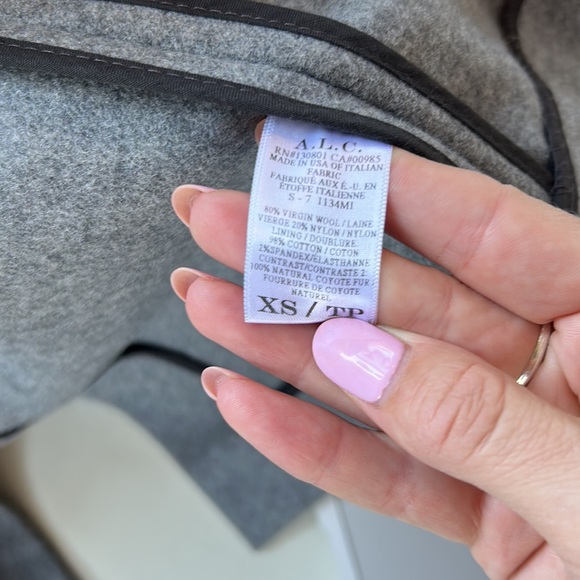 A.L.C.
RN#130801 CA#00985
MADE IN USA OF ITALIAN
FABRIC
FABRIQUÉ AUX É.-U. EN
ÉTOFFE ITALIENNE
S-7 1134MI
80% VIRGIN WOOL/LAINE
VIERGE 20% NYLON/NYLON
LINING/DOUBLURE:
98% COTTON/COTON
2%SPANDEX/ELASTHANNE
CONTRAST/CONTRASTE 2:
100% NATURAL COYOTE FUR
FOURRURE DE COYOTE
NATUREL
XS / TP